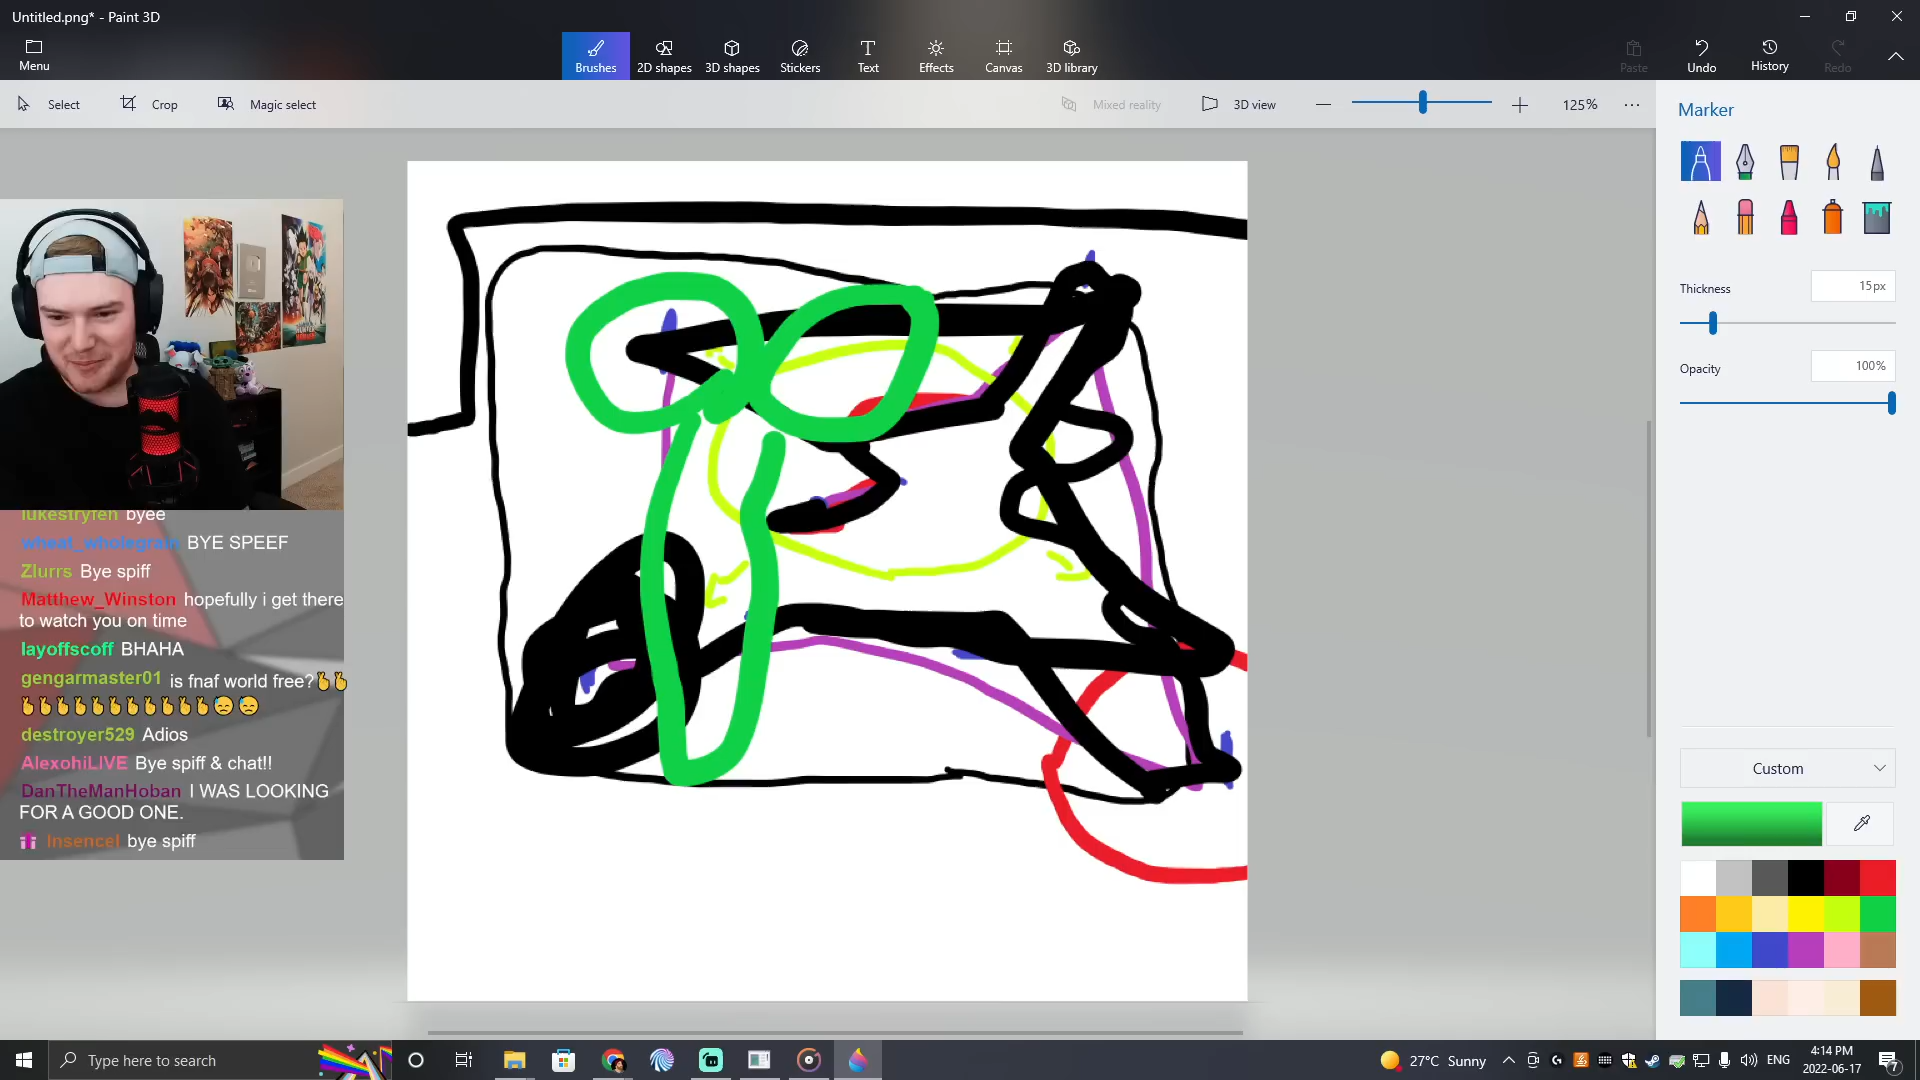 Untitled.png* - Paint 3D
Menu
Brushes
2D shapes
3D shapes
Stickers
Text
Effects
Canvas
3D library
Paste
Undo
History
Redo
Select
Crop
Magic select
Mixed reality
3D view
125%
Marker
Thickness
15px
Opacity
100%
Custom
lukestryfen byee
wheat_wholegrain BYE SPEEF
Zlurrs Bye spiff
Matthew_Winston hopefully i get there
to watch you on time
layoffscoff BHAHA
gengarmaster01 is fnaf world free?
destroyer529 Adios
AlexohiLIVE Bye spiff & chat!!
DanTheManHoban I WAS LOOKING
FOR A GOOD ONE.
Insencel bye spiff
Type here to search
27°C Sunny
ENG
4:14 PM
2022-06-17
7